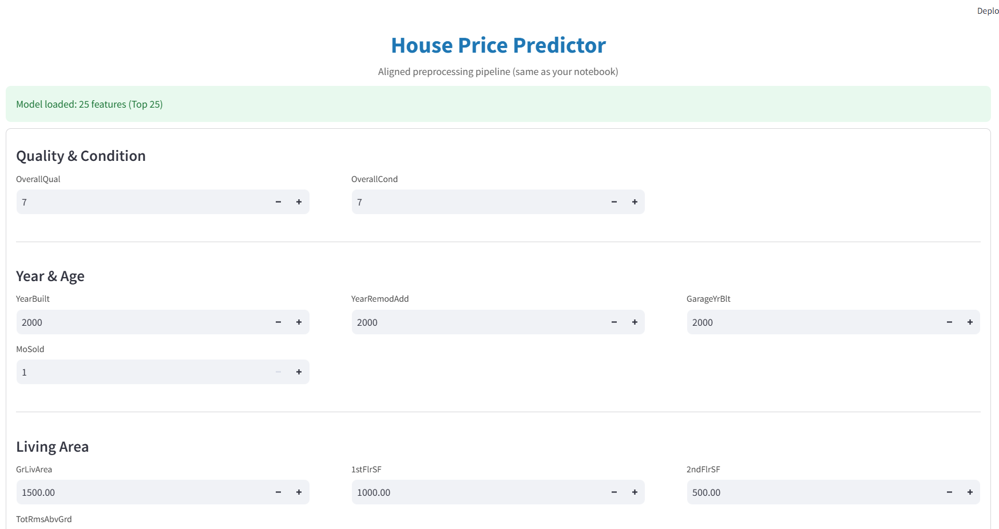 Deplo
House Price Predictor
Aligned preprocessing pipeline (same as your notebook)
Model loaded: 25 features (Top 25)
Quality & Condition
OverallQual OverallCond
7 7
Year & Age
YearBuilt YearRemodAdd GarageYrBlt
2000 2000 2000
MoSold
1
Living Area
GrLivArea 1stFlrSF 2ndFlrSF
1500.00 1000.00 500.00
TotRmsAbvGrd